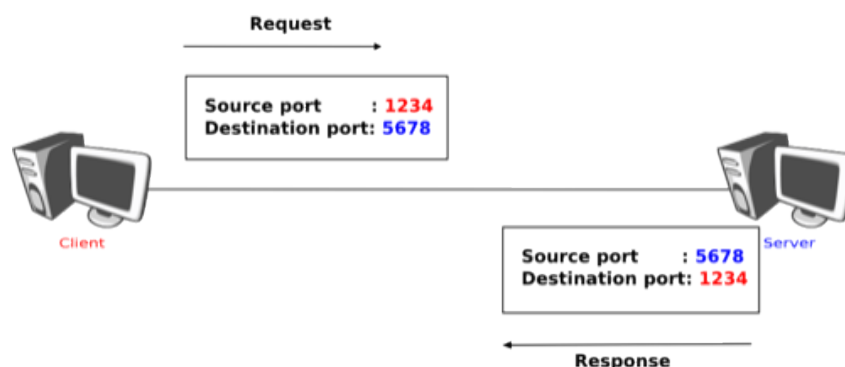 Request
Source port : 1234
Destination port: 5678
Client
Server
Source port : 5678
Destination port: 1234
Response